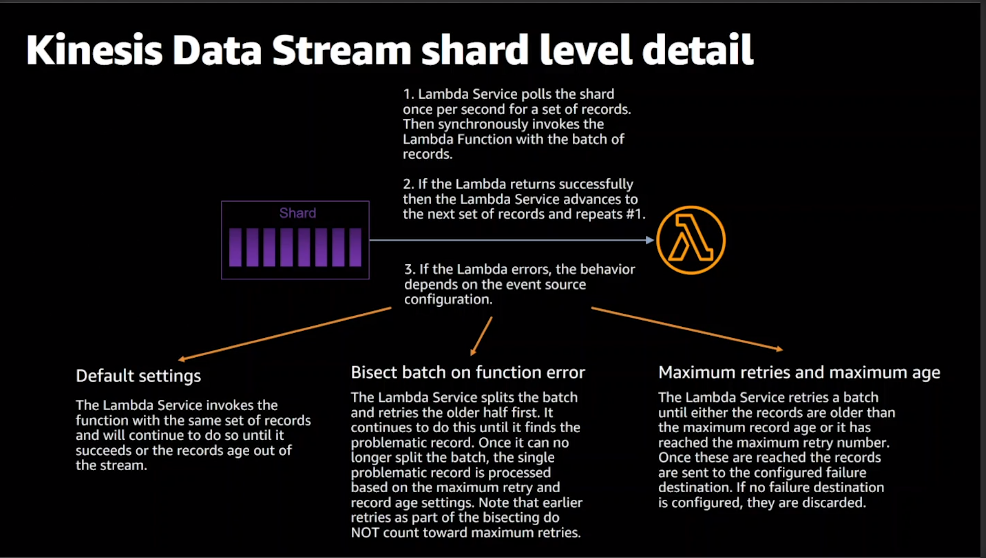 Kinesis Data Stream shard level detail
1. Lambda Service polls the shard
once per second for a set of records.
Then synchronously invokes the
Lambda Function with the batch of
records.
2. If the Lambda returns successfully
then the Lambda Service advances to
the next set of records and repeats #1.
Shard
3. If the Lambda errors, the behavior
depends on the event source
configuration.
Default settings
The Lambda Service invokes the
function with the same set of records
and will continue to do so until it
succeeds or the records age out of
the stream.
Bisect batch on function error
The Lambda Service splits the batch
and retries the older half first. It
continues to do this until it finds the
problematic record. Once it can no
longer split the batch, the single
problematic record is processed
based on the maximum retry and
record age settings. Note that earlier
retries as part of the bisecting do
NOT count toward maximum retries.
Maximum retries and maximum age
The Lambda Service retries a batch
until either the records are older than
the maximum record age or it has
reached the maximum retry number.
Once these are reached the records
are sent to the configured failure
destination. If no failure destination
is configured, they are discarded.